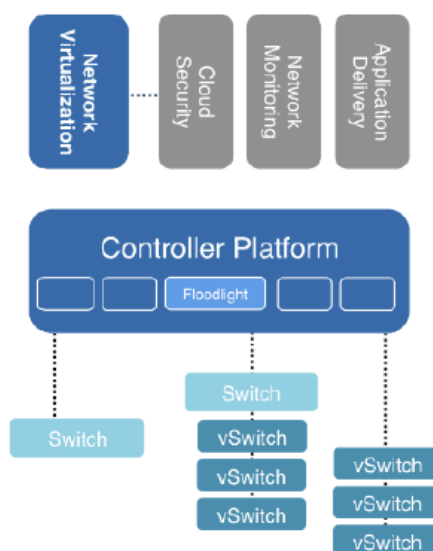 Network
Virtualization
Cloud
Security
Network
Monitoring
Application
Delivery
Controller Platform
Floodlight
Switch
Switch
vSwitch
vSwitch
vSwitch
vSwitch
vSwitch
vSwitch